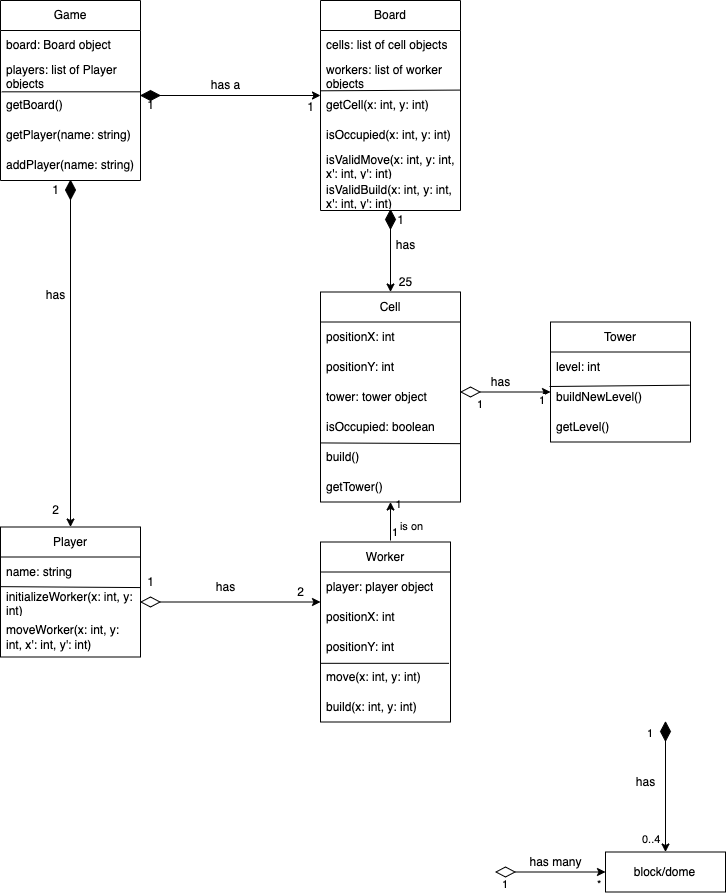 Game
board: Board object
players: list of Player
objects
getBoard()
getPlayer(name: string)
addPlayer(name: string)
has a
1
1
Board
cells: list of cell objects
workers: list of worker
objects
getCell(x: int, y: int)
isOccupied(x: int, y: int)
isValidMove(x: int, y: int,
x': int, y': int)
isValidBuild(x: int, y: int,
x': int, y': int)
1
has
2
1
has
25
Cell
positionX: int
positionY: int
tower: tower object
isOccupied: boolean
build()
getTower()
has
1
1
Tower
level: int
buildNewLevel()
getLevel()
1
is on
1
Player
name: string
initializeWorker(x: int, y:
int)
moveWorker(x: int, y:
int, x': int, y': int)
1
has
2
Worker
player: player object
positionX: int
positionY: int
move(x: int, y: int)
build(x: int, y: int)
1
has
0..4
has many
1
*
block/dome